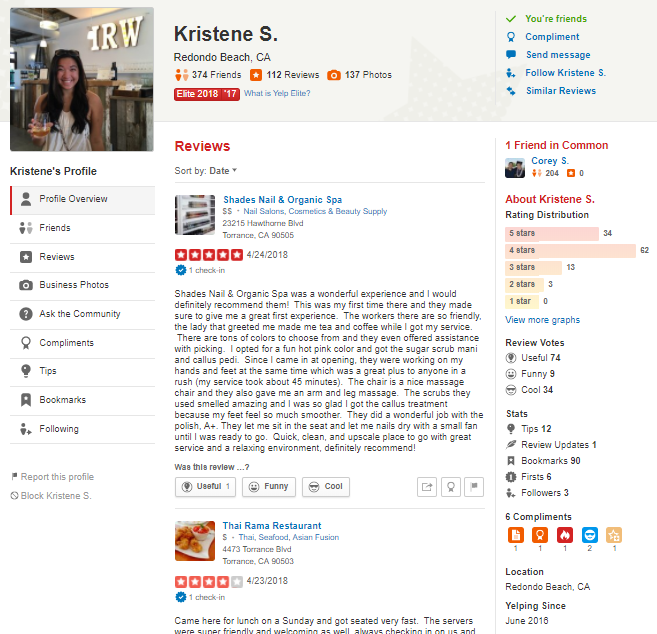 IRW
Kristene S.
Redondo Beach, CA
374 Friends 112 Reviews 137 Photos
Elite 2018 '17 What is Yelp Elite?
You're friends
Compliment
Send message
Follow Kristene S.
Similar Reviews
Kristene's Profile
Profile Overview
Friends
Reviews
Business Photos
Ask the Community
Compliments
Tips
Bookmarks
Following
Report this profile
Block Kristene S.
Reviews
Sort by: Date
Shades Nail & Organic Spa
$$ • Nail Salons, Cosmetics & Beauty Supply
23215 Hawthorne Blvd
Torrance, CA 90505
4/24/2018
1 check-in
Shades Nail & Organic Spa was a wonderful experience and I would
definitely recommend them! This was my first time there and they made
sure to give me a great first experience. The workers there are so friendly,
the lady that greeted me made me tea and coffee while I got my service.
There are tons of colors to choose from and they even offered assistance
with picking. I opted for a fun hot pink color and got the sugar scrub mani
and callus pedi. Since I came in at opening, they were working on my
hands and feet at the same time which was a great plus to anyone in a
rush (my service took about 45 minutes). The chair is a nice massage
chair and they also gave me an arm and leg massage. The scrubs they
used smelled amazing and I was so glad I got the callus treatment
because my feet feel so much smoother. They did a wonderful job with the
polish, A+. They let me sit in the seat and let me nails dry with a small fan
until I was ready to go. Quick, clean, and upscale place to go with great
service and a relaxing environment, definitely recommend!
Was this review ...?
Useful 1 Funny Cool
Thai Rama Restaurant
$ • Thai, Seafood, Asian Fusion
4473 Torrance Blvd
Torrance, CA 90503
4/23/2018
1 check-in
Came here for lunch on a Sunday and got seated very fast. The servers
were super friendly and welcoming as well, always checking in on us and
1 Friend in Common
Corey S.
204 0
About Kristene S.
Rating Distribution
5 stars 34
4 stars 62
3 stars 13
2 stars 3
1 star 0
View more graphs
Review Votes
Useful 74
Funny 9
Cool 34
Stats
Tips 12
Review Updates 1
Bookmarks 90
Firsts 6
Followers 3
6 Compliments
1 1 1 2 1
Location
Redondo Beach, CA
Yelping Since
June 2016